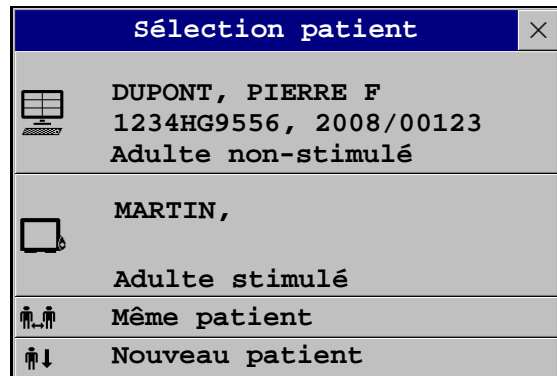 Sélection patient
DUPONT, PIERRE F
1234HG9556, 2008/00123
Adulte non-stimulé
MARTIN,
Adulte stimulé
Même patient
Nouveau patient